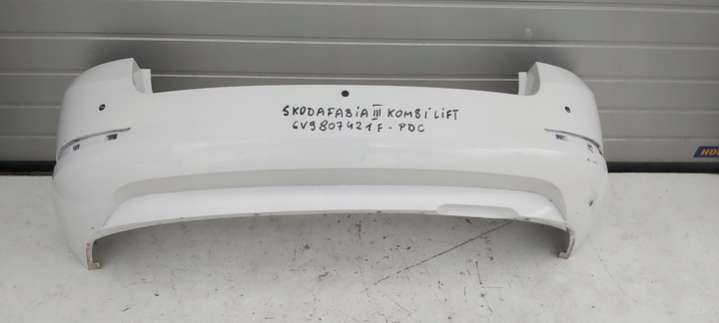 SKODA FABIA III KOMBI LIFT
6V9807421F - PDC